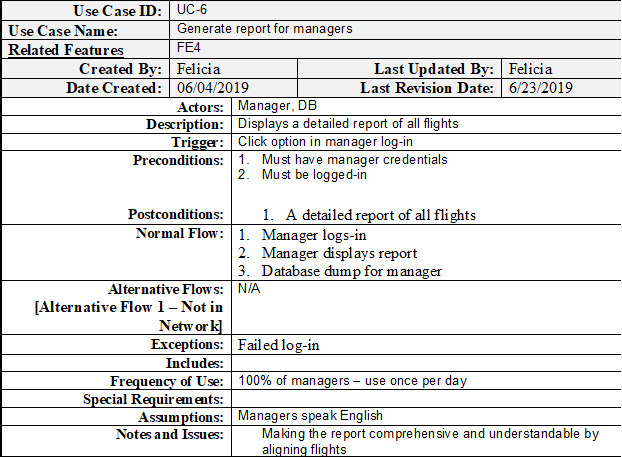 Use Case ID: UC-6
Use Case Name: Generate report for managers
Related Features FE4
Created By: Felicia Last Updated By: Felicia
Date Created: 06/04/2019 Last Revision Date: 6/23/2019
Actors: Manager, DB
Description: Displays a detailed report of all flights
Trigger: Click option in manager log-in
Preconditions: 1. Must have manager credentials
2. Must be logged-in
Postconditions: 1. A detailed report of all flights
Normal Flow: 1. Manager logs-in
2. Manager displays report
3. Database dump for manager
Alternative Flows: N/A
[Alternative Flow 1 – Not in
Network]
Exceptions: Failed log-in
Includes:
Frequency of Use: 100% of managers – use once per day
Special Requirements:
Assumptions: Managers speak English
Notes and Issues: Making the report comprehensive and understandable by
aligning flights